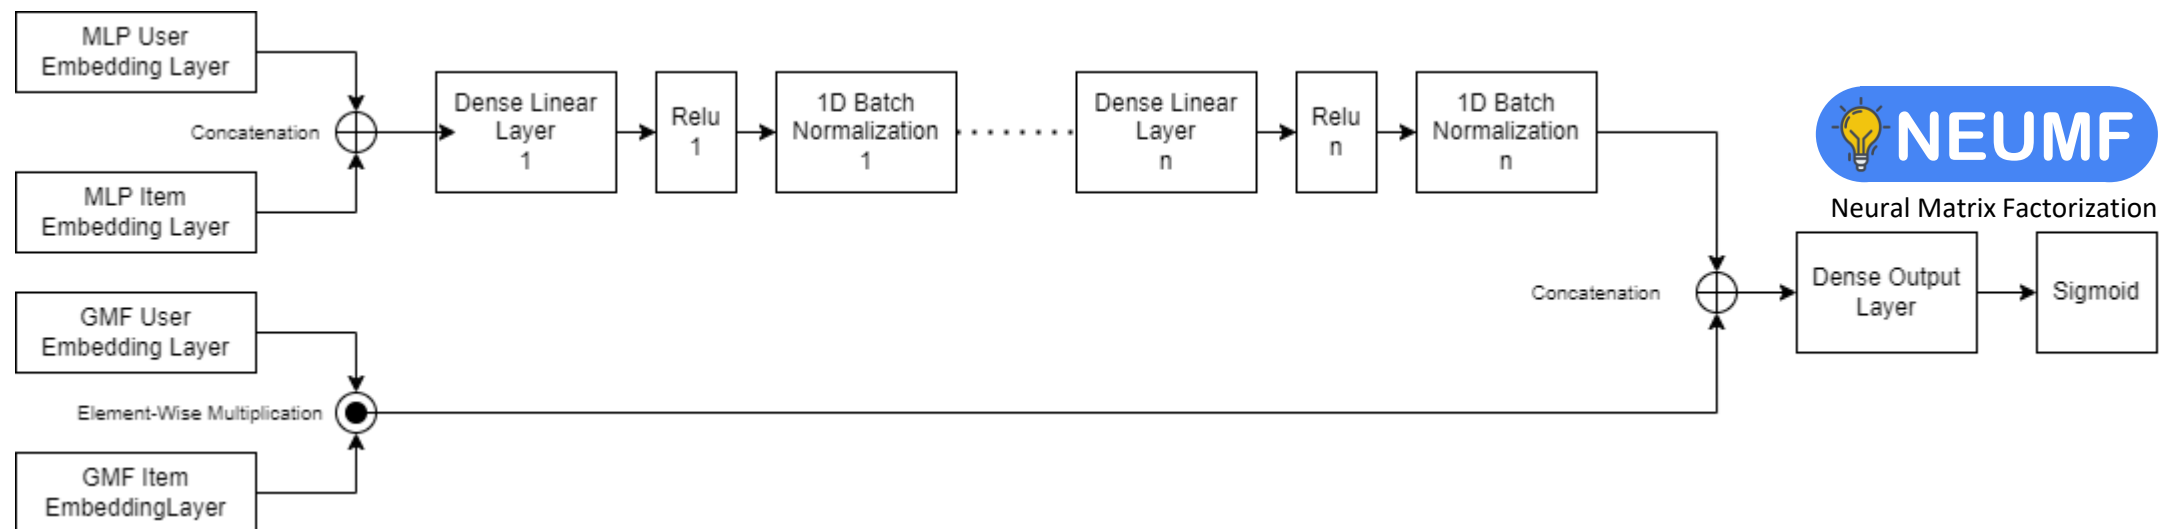 MLP User
Embedding Layer
Concatenation
MLP Item
Embedding Layer
Dense Linear
Layer
1
Relu
1
1D Batch
Normalization
1
Dense Linear
Layer
n
Relu
n
1D Batch
Normalization
n
GMF User
Embedding Layer
Element-Wise Multiplication
GMF Item
EmbeddingLayer
Concatenation
NEUMF
Neural Matrix Factorization
Dense Output
Layer
Sigmoid